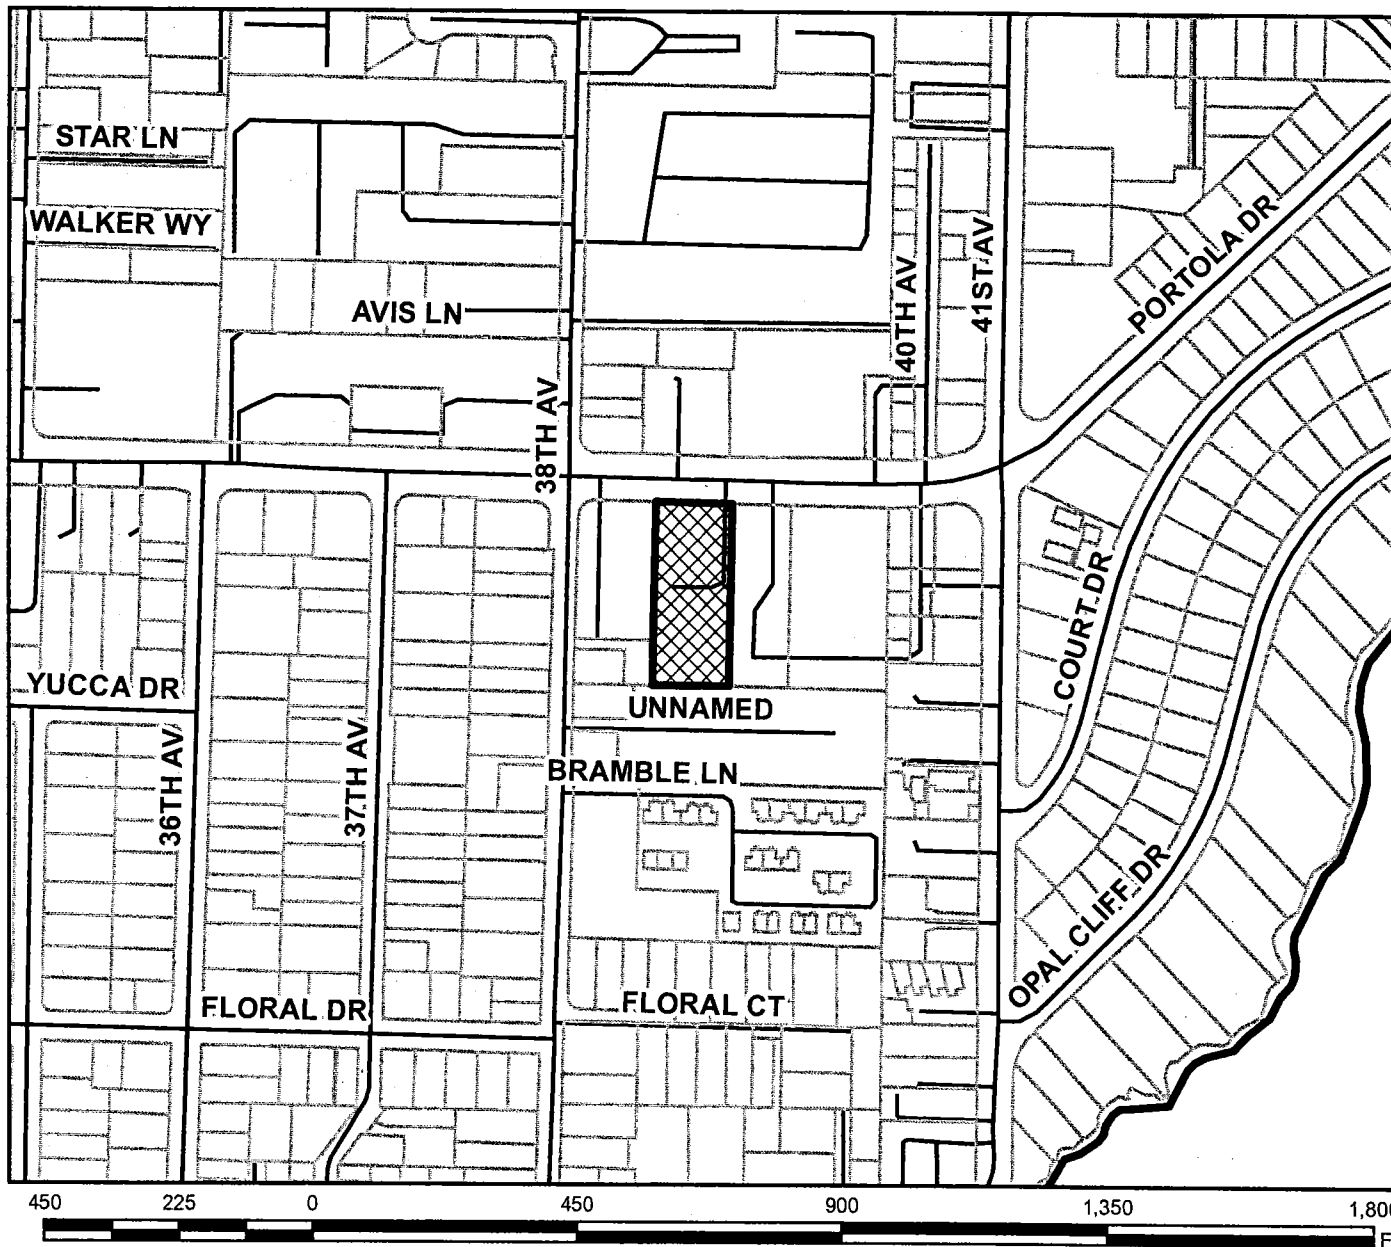 STAR LN
WALKER WY
AVIS LN
40TH AV
41ST AV
PORTOLA DR
38TH AV
COURT DR
YUCCA DR
UNNAMED
36TH AV
37TH AV
BRAMBLE LN
OPAL CLIFF DR
FLORAL DR
FLORAL CT
450 225 0 450 900 1,350 1,800
F